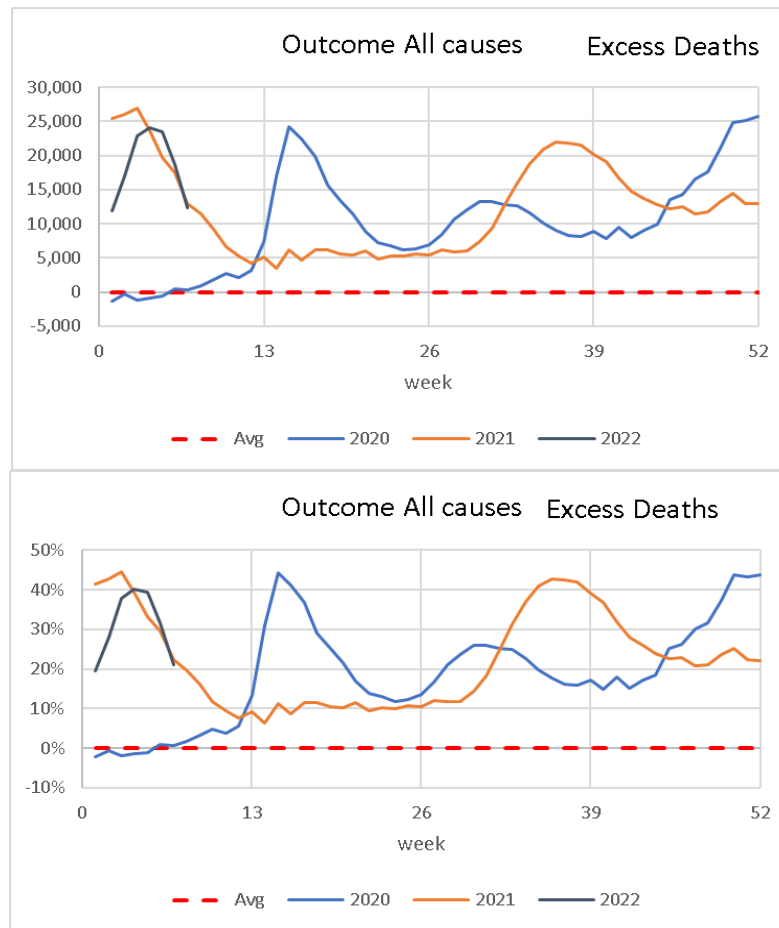 Outcome All causes Excess Deaths
30,000
25,000
20,000
15,000
10,000
5,000
0
-5,000
0 13 26 39 52
week
Avg 2020 2021 2022
Outcome All causes Excess Deaths
50%
40%
30%
20%
10%
0%
-10%
0 13 26 39 52
week
Avg 2020 2021 2022